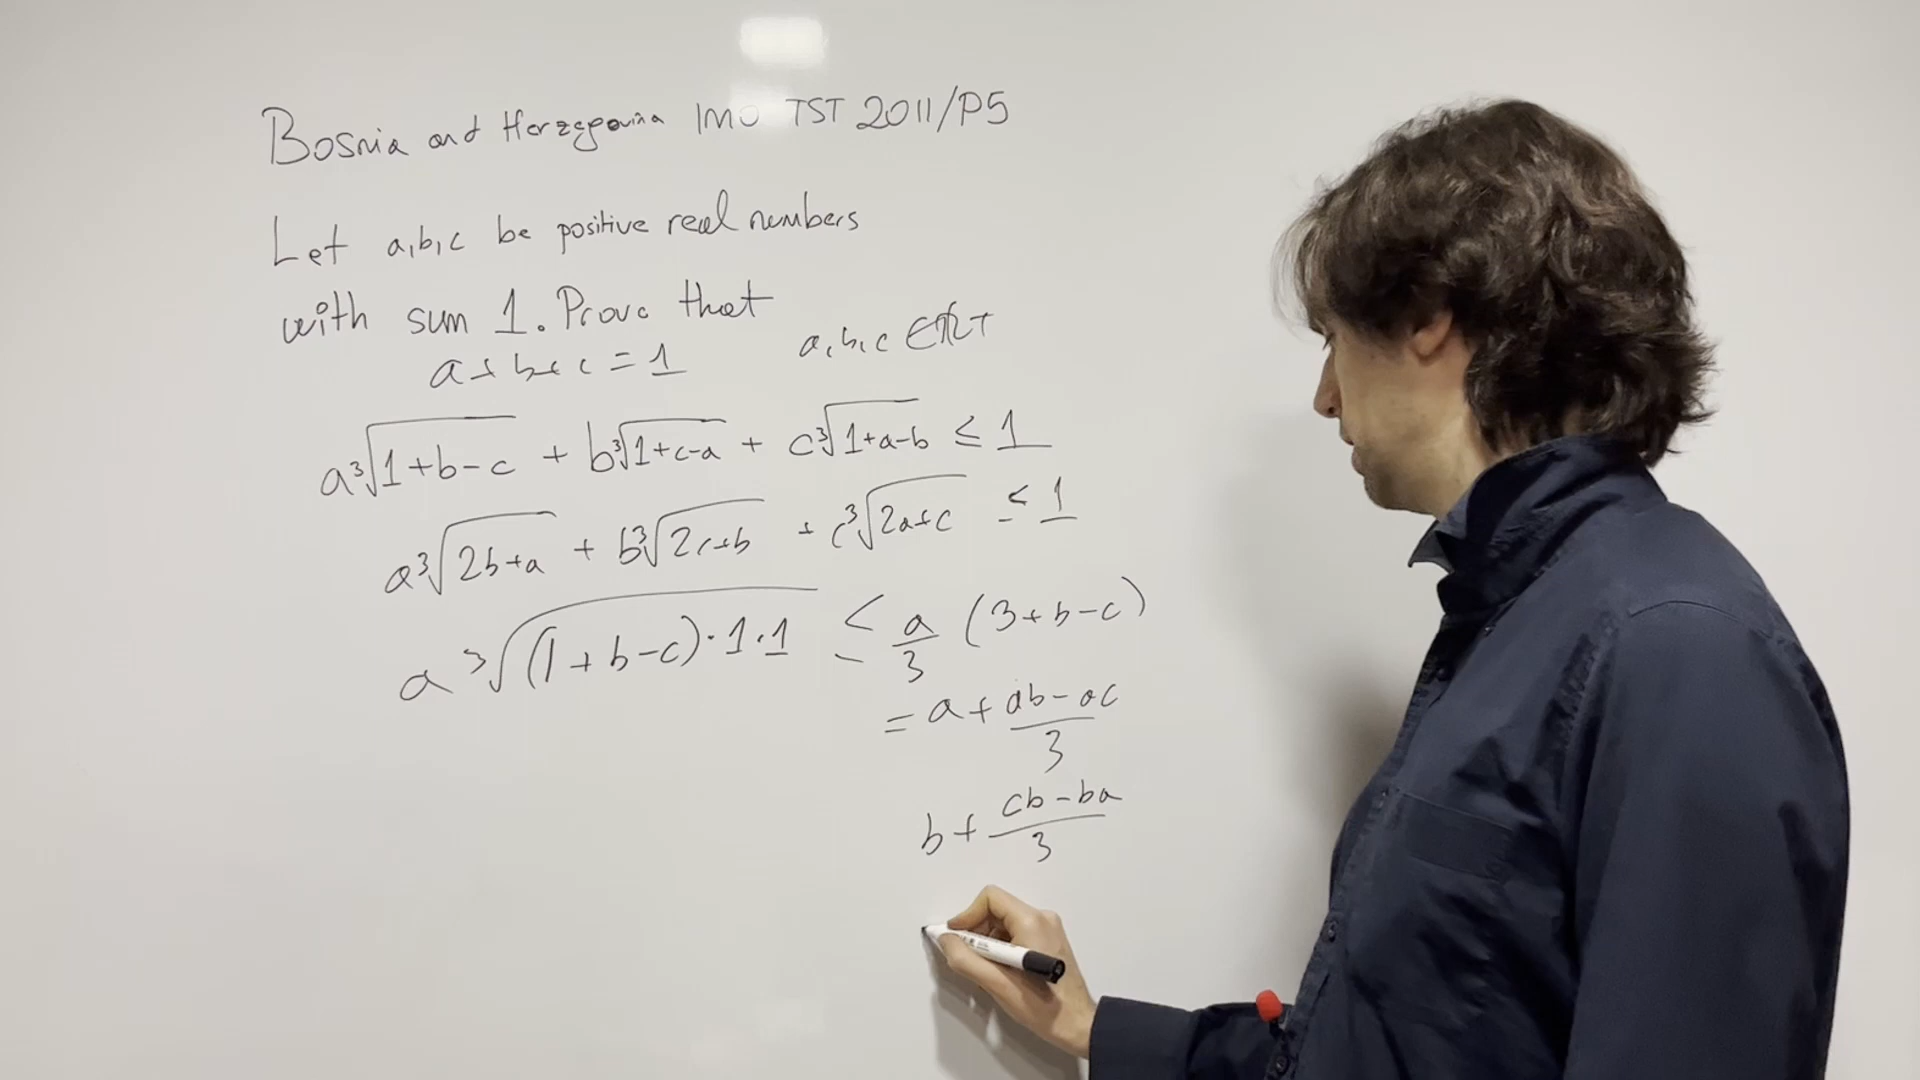 Bosnia and Herzegovina IMO TST 2011/P5
Let a,b,c be positive real numbers
with sum 1. Prove that
a+b+c=1 a,b,c ∈ℝ+
a∛(1+b-c) + b∛(1+c-a) + c∛(1+a-b) ≤ 1
a∛(2b+a) + b∛(2c+b) + c∛(2a+c) ≤ 1
a∛((1+b-c)·1·1) ≤ a/3 (3+b-c)
= a + (ab-ac)/3
b + (cb-ba)/3